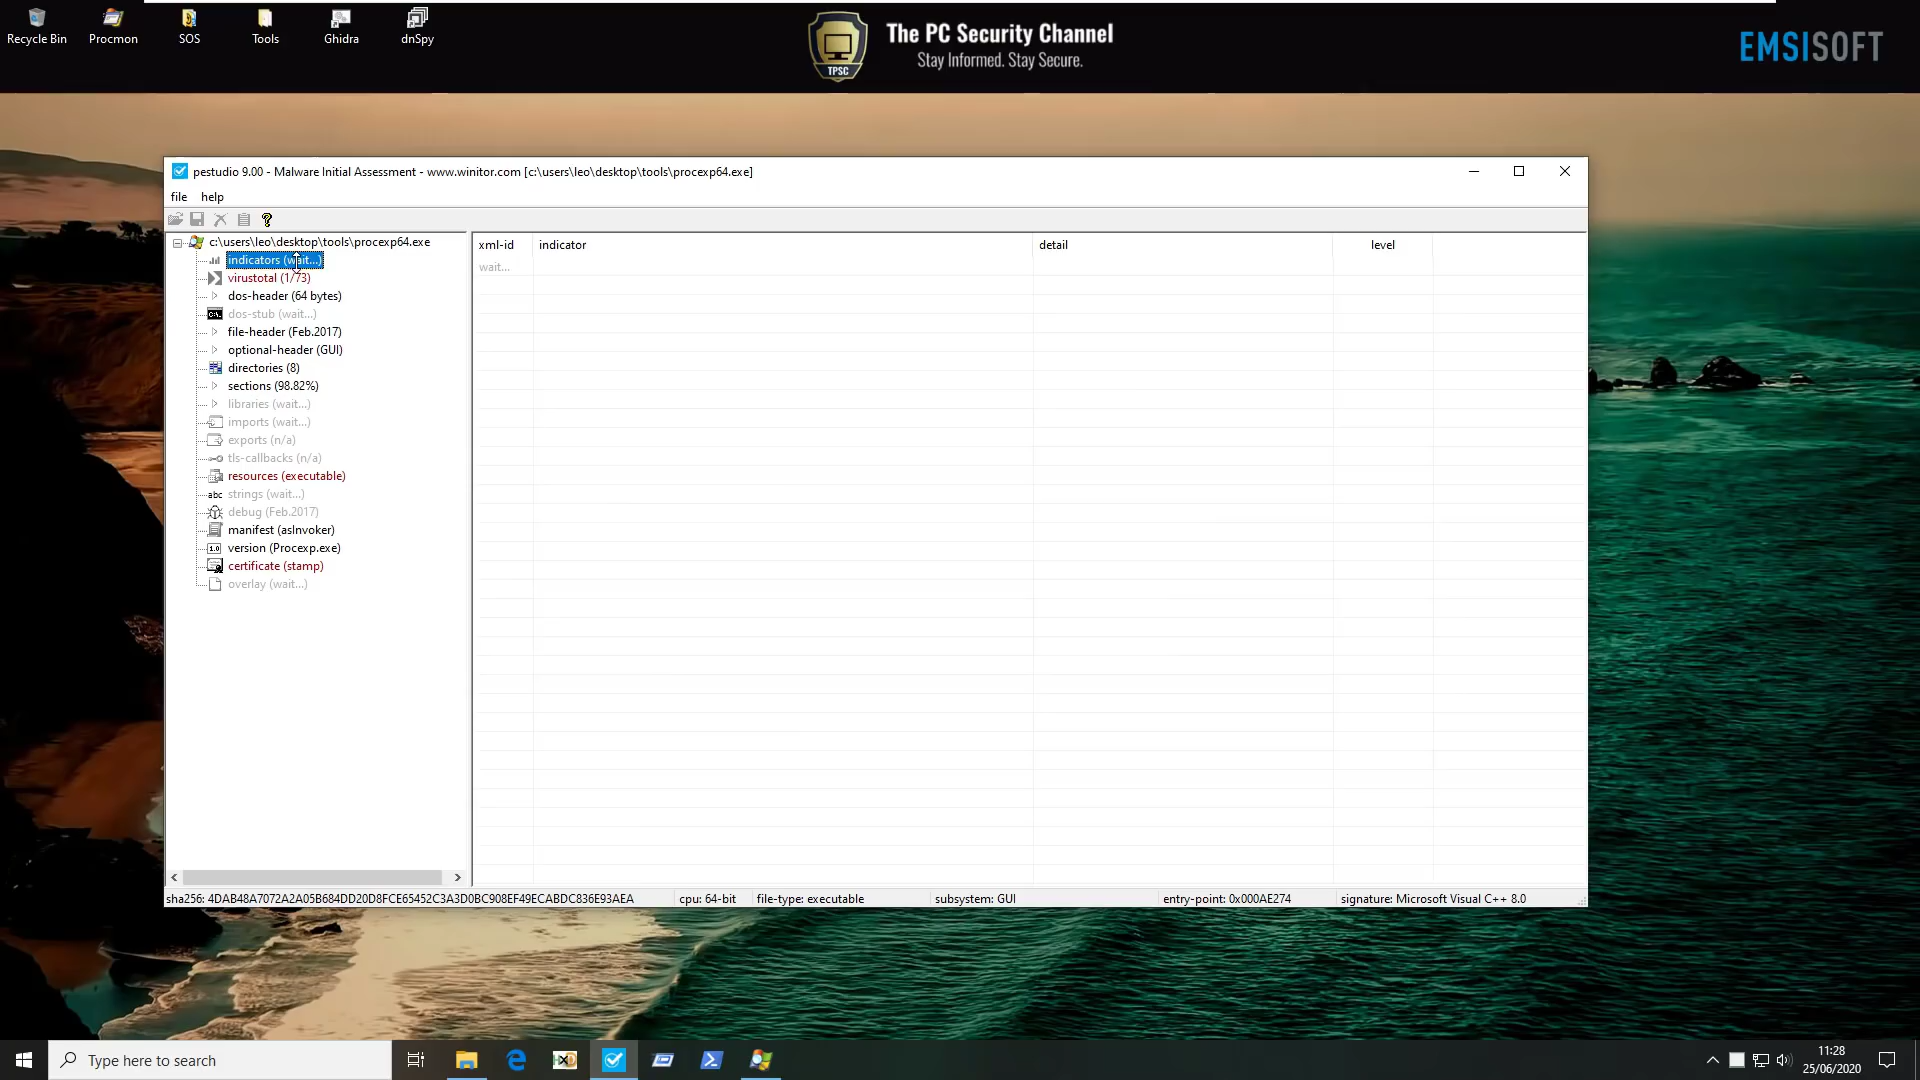 Recycle Bin
Procmon
SOS
Tools
Ghidra
dnSpy
TPSC
The PC Security Channel
Stay Informed. Stay Secure.
EMSISOFT
pestudio 9.00 - Malware Initial Assessment - www.winitor.com [c:\users\leo\desktop\tools\procexp64.exe]
file help
c:\users\leo\desktop\tools\procexp64.exe
indicators (wait...)
virustotal (1/73)
dos-header (64 bytes)
dos-stub (wait...)
file-header (Feb.2017)
optional-header (GUI)
directories (8)
sections (98.82%)
libraries (wait...)
imports (wait...)
exports (n/a)
tls-callbacks (n/a)
resources (executable)
abc strings (wait...)
debug (Feb.2017)
manifest (asInvoker)
1.0 version (Procexp.exe)
certificate (stamp)
overlay (wait...)
xml-id indicator detail level
wait...
sha256: 4DAB48A7072A2A05B684DD20D8FCE65452C3A3D0BC908EF49ECABDC836E93AEA cpu: 64-bit file-type: executable subsystem: GUI entry-point: 0x000AE274 signature: Microsoft Visual C++ 8.0
Type here to search
11:28
25/06/2020